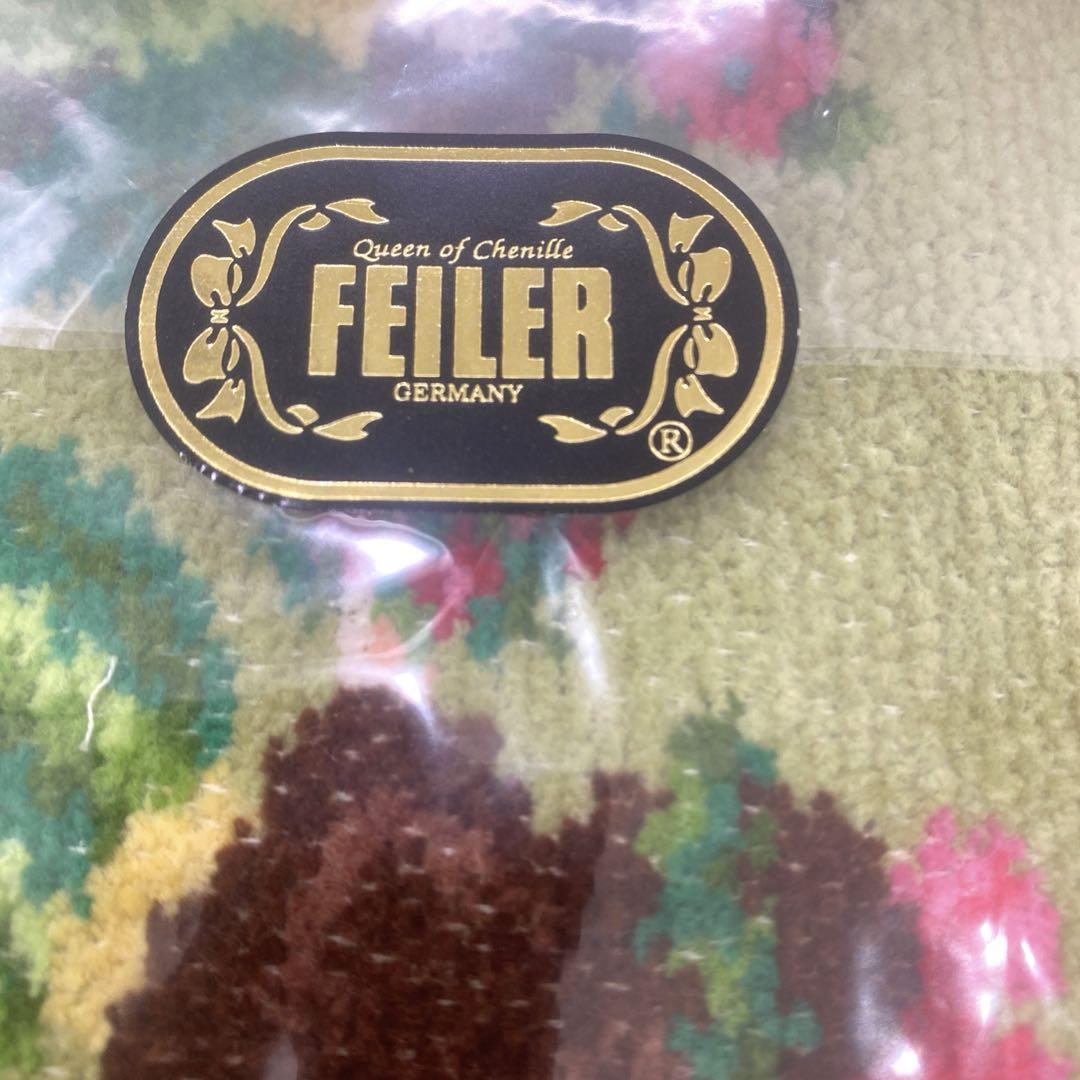 Queen of Chenille
FEILER
GERMANY
®